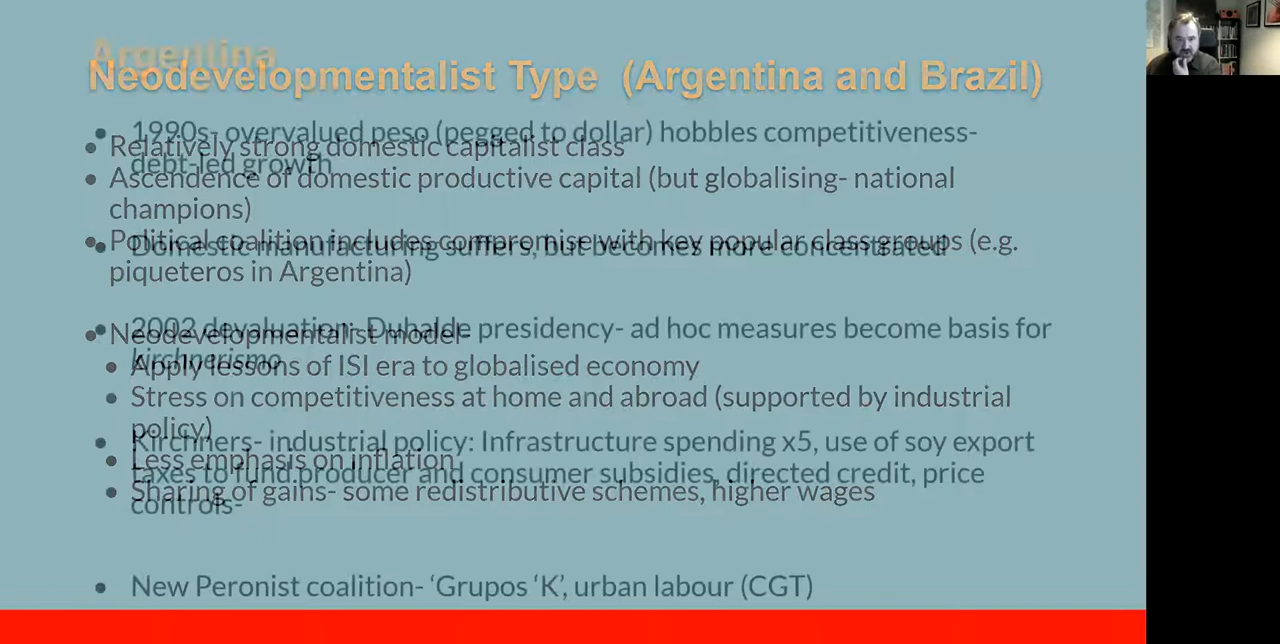 Argentina
Neodevelopmentalist Type (Argentina and Brazil)
• 1990s- overvalued peso (pegged to dollar) hobbles competitiveness-
debt-led growth
• Relatively strong domestic capitalist class
• Ascendence of domestic productive capital (but globalising- national
champions)
• Political coalition includes compromise with key popular class groups (e.g.
piqueteros in Argentina)
• Domestic manufacturing suffers, but becomes more concentrated
• 2002 devaluation- Duhalde presidency- ad hoc measures become basis for
kirchnerismo
• Neodevelopmentalist model-
• Apply lessons of ISI era to globalised economy
• Stress on competitiveness at home and abroad (supported by industrial
policy)
• Kirchners- industrial policy: Infrastructure spending x5, use of soy export
taxes to fund producer and consumer subsidies, directed credit, price
controls-
• Less emphasis on inflation
• Sharing of gains- some redistributive schemes, higher wages
• New Peronist coalition- ‘Grupos ‘K’, urban labour (CGT)